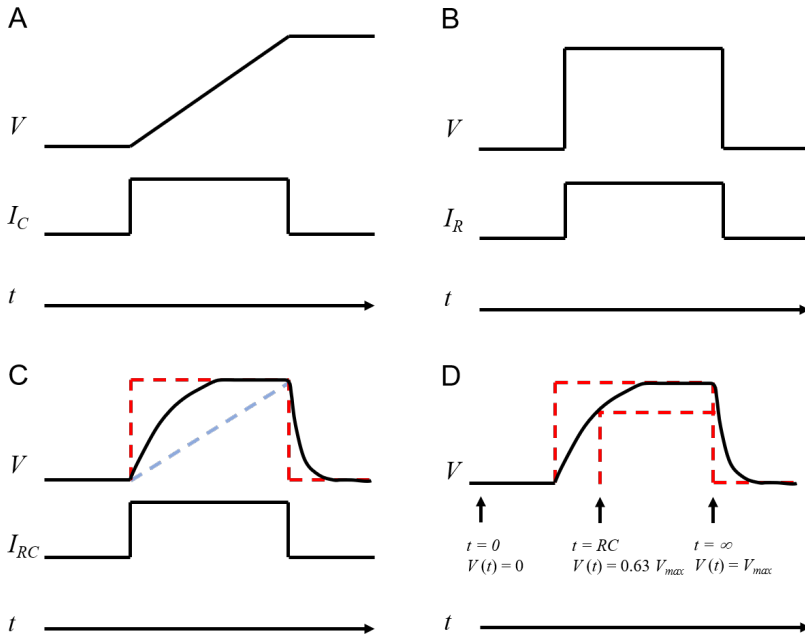 A
V
I_C
t
B
V
I_R
t
C
V
I_RC
t
D
V
t = 0
V(t) = 0
t = RC
V(t) = 0.63 V_max
t = ∞
V(t) = V_max
t